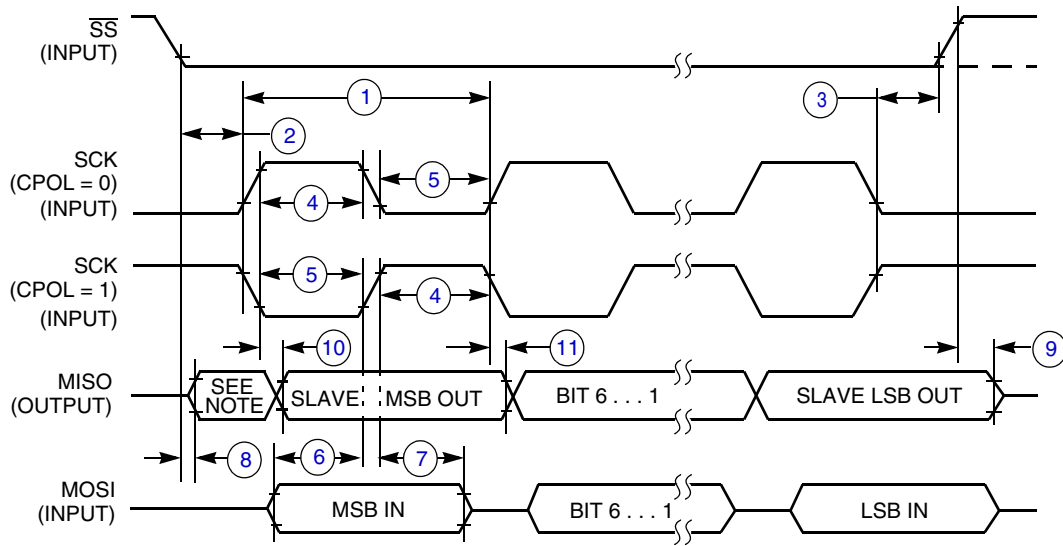 SS
(INPUT)
1
3
2
SCK
(CPOL = 0)
(INPUT)
5
4
SCK
(CPOL = 1)
(INPUT)
5
4
10
11
9
MISO
(OUTPUT)
SEE
NOTE
SLAVE
MSB OUT
BIT 6 . . . 1
SLAVE LSB OUT
8
6
7
MOSI
(INPUT)
MSB IN
BIT 6 . . . 1
LSB IN